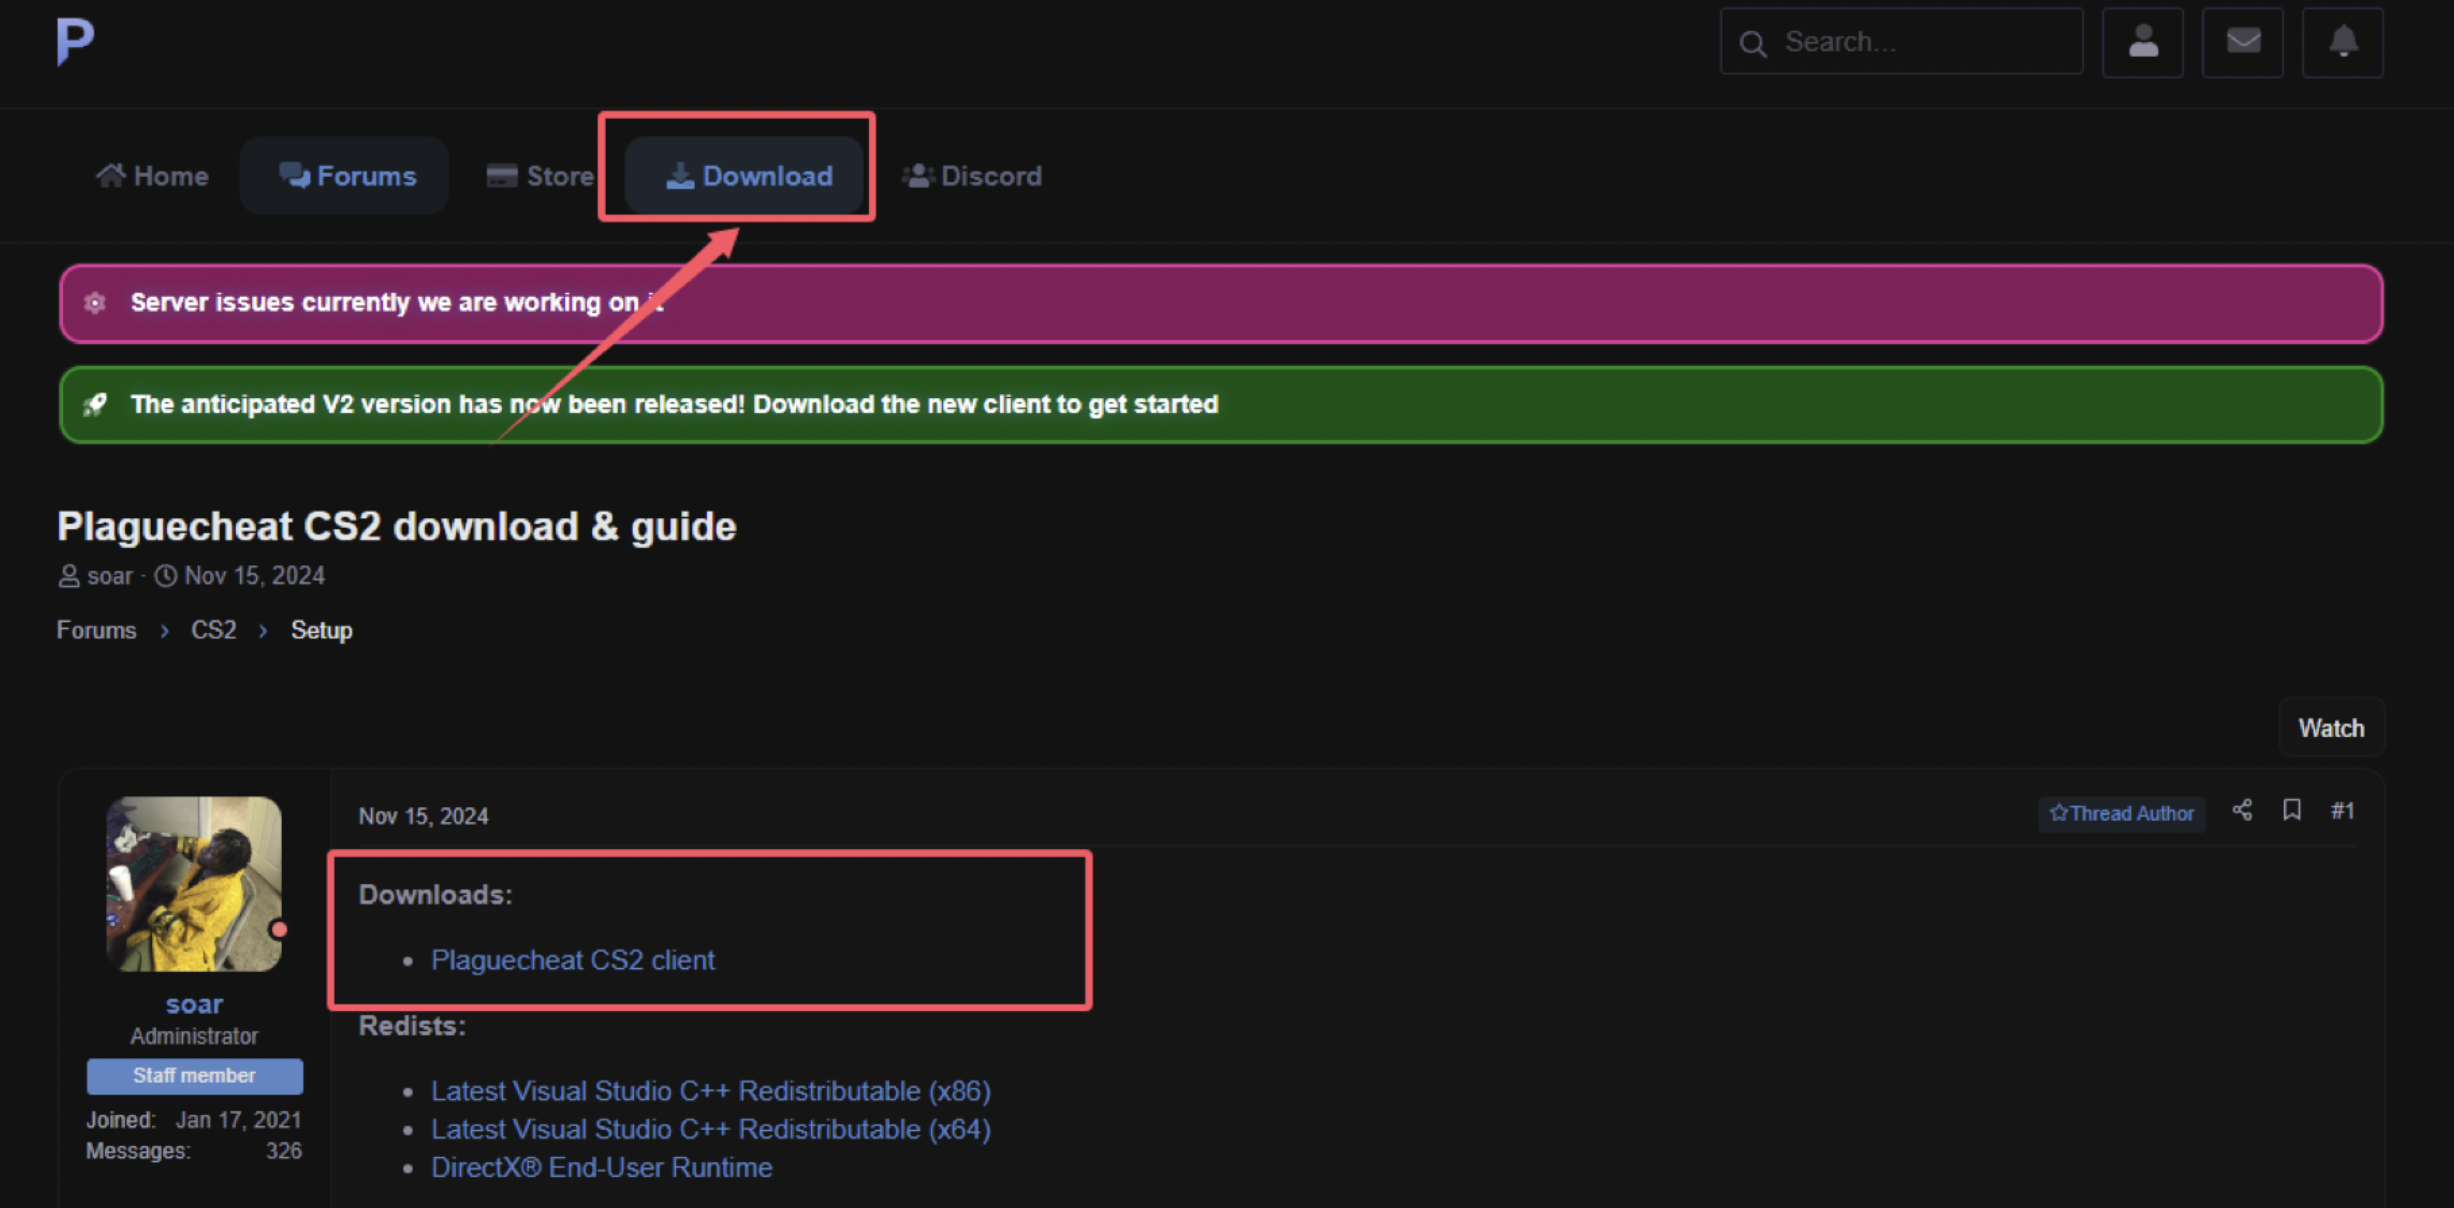 P
Search...
Home Forums Store Download Discord
Server issues currently we are working on it
The anticipated V2 version has now been released! Download the new client to get started
Plaguecheat CS2 download & guide
soar · Nov 15, 2024
Forums › CS2 › Setup
Watch
Nov 15, 2024
Thread Author #1
Downloads:
• Plaguecheat CS2 client
soar
Administrator
Staff member
Joined: Jan 17, 2021
Messages: 326
Redists:
• Latest Visual Studio C++ Redistributable (x86)
• Latest Visual Studio C++ Redistributable (x64)
• DirectX® End-User Runtime